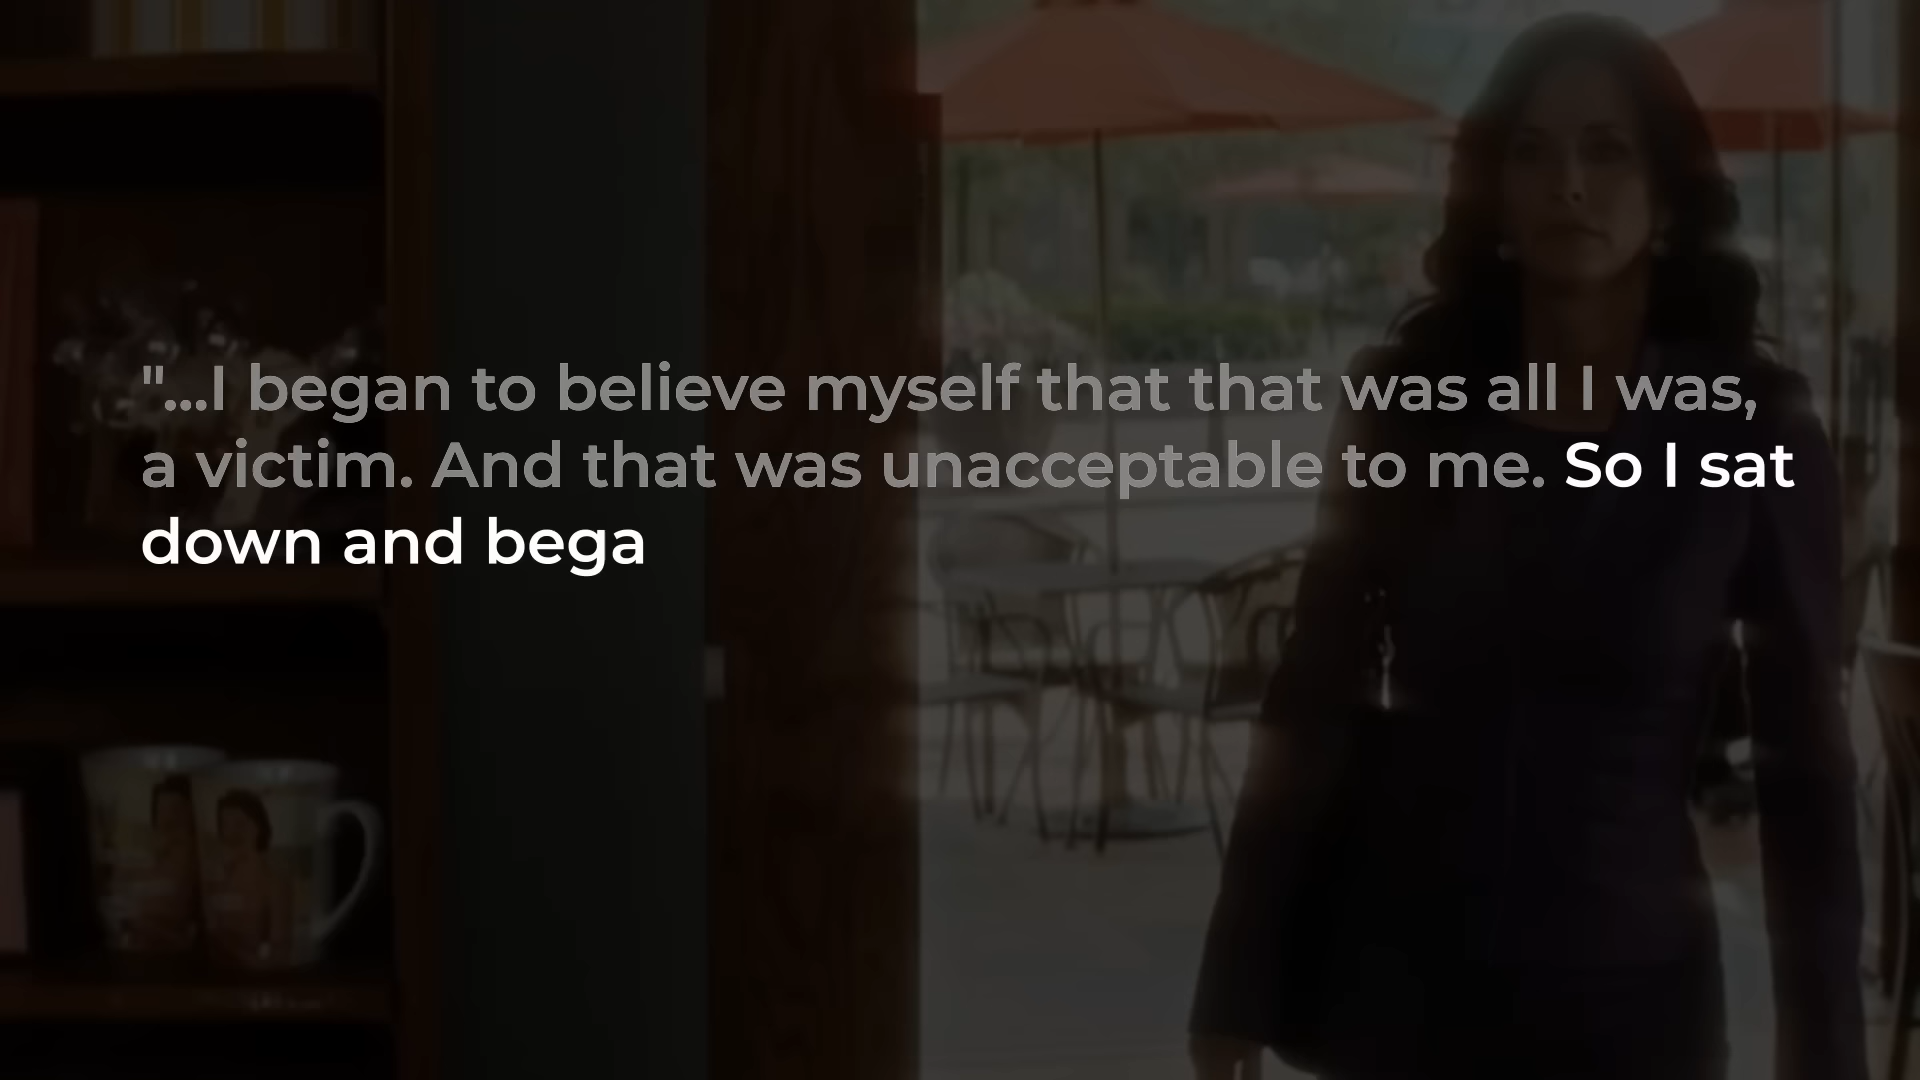 "...I began to believe myself that that was all I was,
a victim. And that was unacceptable to me. So I sat
down and bega